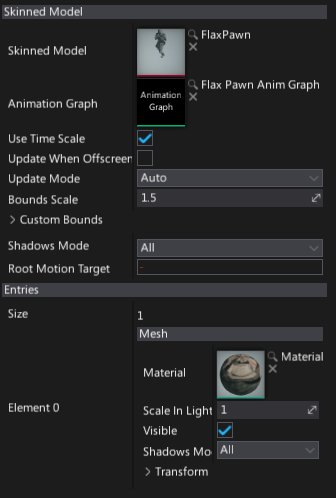 Skinned Model
Skinned Model
FlaxPawn
Animation Graph
Animation Graph
Flax Pawn Anim Graph
Use Time Scale
Update When Offscreen
Update Mode
Auto
Bounds Scale
1.5
> Custom Bounds
Shadows Mode
All
Root Motion Target
-
Entries
Size
1
Element 0
Mesh
Material
Material
Scale In Light
1
Visible
Shadows Mo
All
> Transform